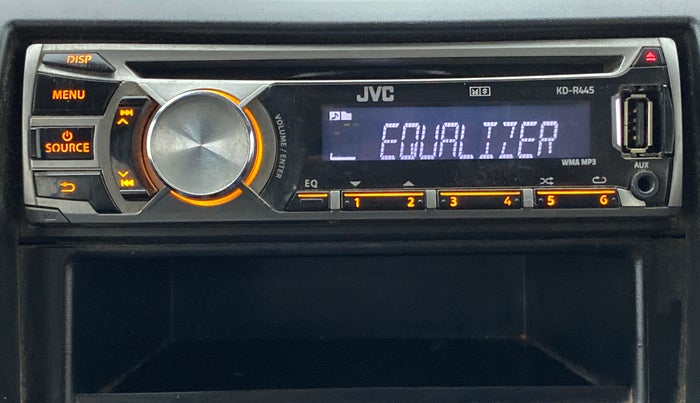 DISP
MENU
SOURCE
VOLUME / ENTER
JVC
KD-R445
EQUALIZER
WMA MP3
AUX
EQ
1 2 3 4 5 6